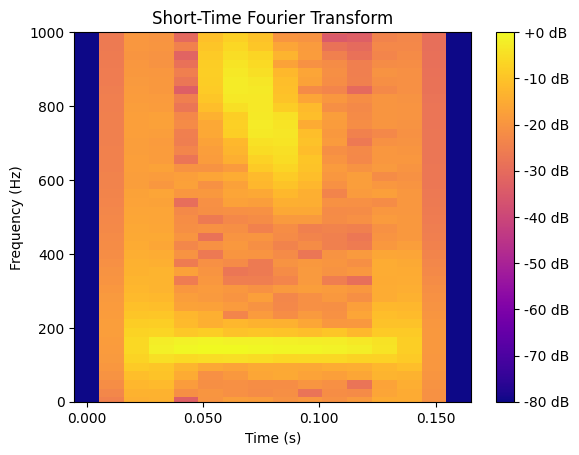 Short-Time Fourier Transform
1000
800
600
400
200
0
Frequency (Hz)
0.000
0.050
0.100
0.150
Time (s)
+0 dB
-10 dB
-20 dB
-30 dB
-40 dB
-50 dB
-60 dB
-70 dB
-80 dB